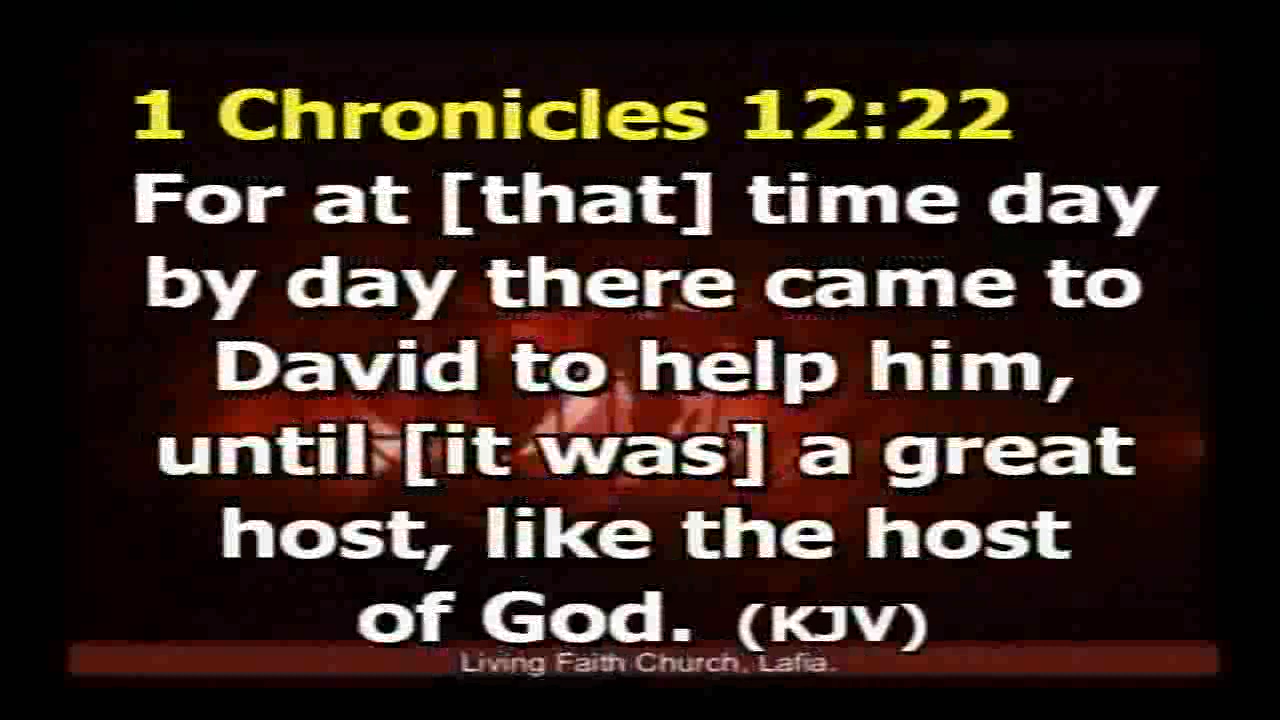 1 Chronicles 12:22
For at [that] time day
by day there came to
David to help him,
until [it was] a great
host, like the host
of God. (KJV)
Living Faith Church, Lafia.